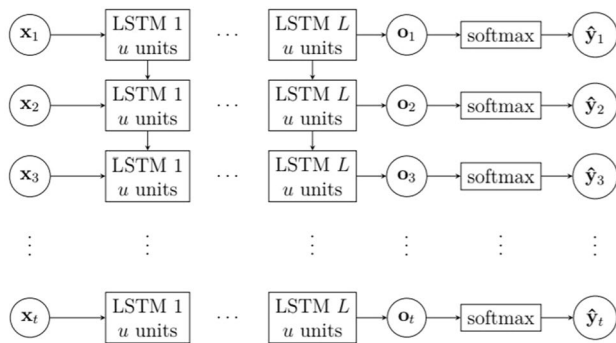 x₁ LSTM 1 u units ... LSTM L u units o₁ softmax ŷ₁
x₂ LSTM 1 u units ... LSTM L u units o₂ softmax ŷ₂
x₃ LSTM 1 u units ... LSTM L u units o₃ softmax ŷ₃
⋮ ⋮ ... ⋮ ⋮ ⋮ ⋮
xₜ LSTM 1 u units ... LSTM L u units oₜ softmax ŷₜ